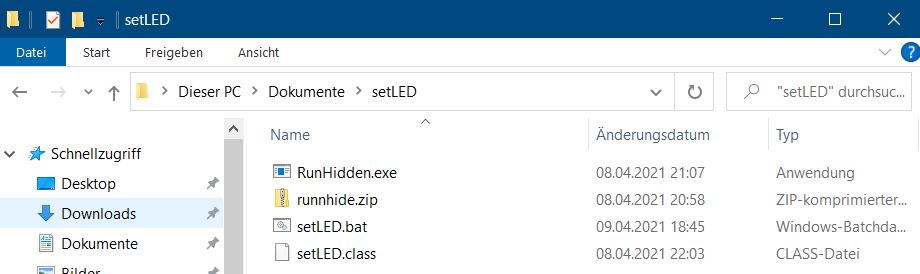 setLED
Datei Start Freigeben Ansicht
Dieser PC Dokumente setLED "setLED" durchsuc...
Name Änderungsdatum Typ
Schnellzugriff
RunHidden.exe 08.04.2021 21:07 Anwendung
Desktop
runnhide.zip 08.04.2021 20:58 ZIP-komprimierter...
Downloads
setLED.bat 09.04.2021 18:45 Windows-Batchda...
Dokumente
setLED.class 08.04.2021 22:03 CLASS-Datei
Bilder